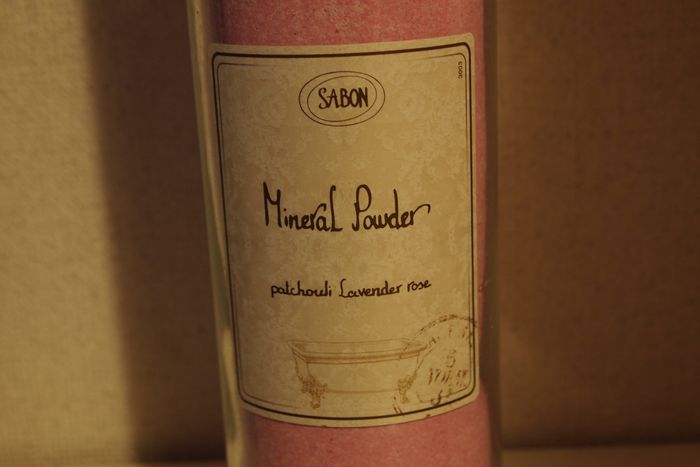 SABON
Mineral Powder
patchouli Lavender rose